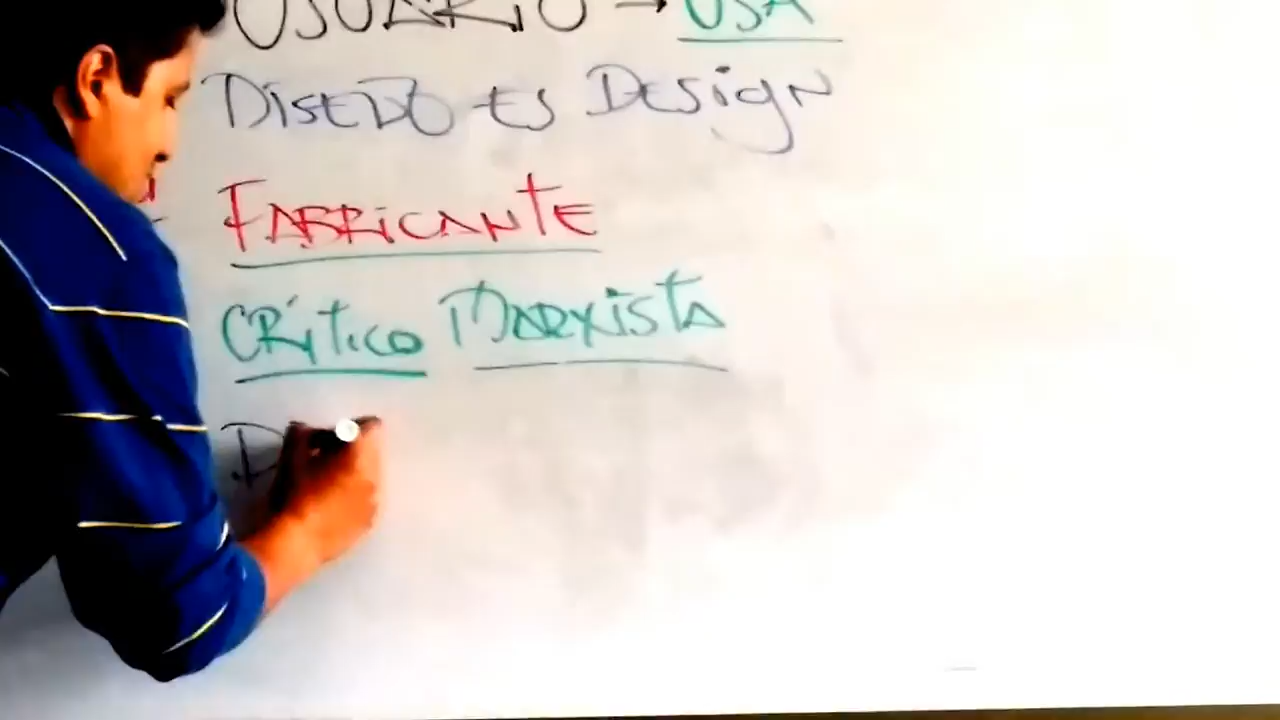 USUARIO → USA
DISEÑO ES DESIGN
FABRICANTE
CRÍTICO MARXISTA
D